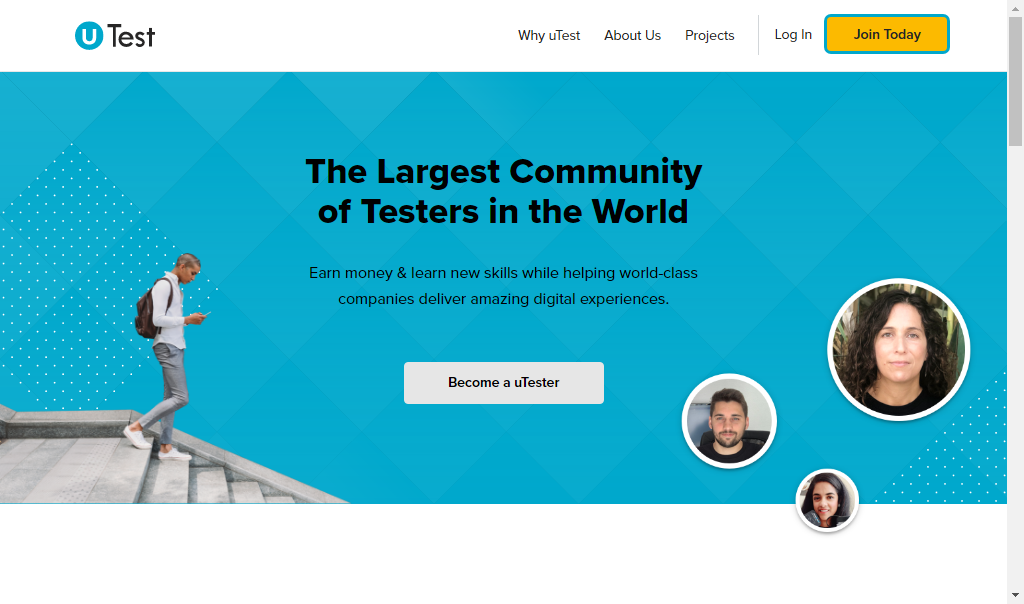 uTest
Why uTest
About Us
Projects
Log In
Join Today
The Largest Community
of Testers in the World
Earn money & learn new skills while helping world-class
companies deliver amazing digital experiences.
Become a uTester